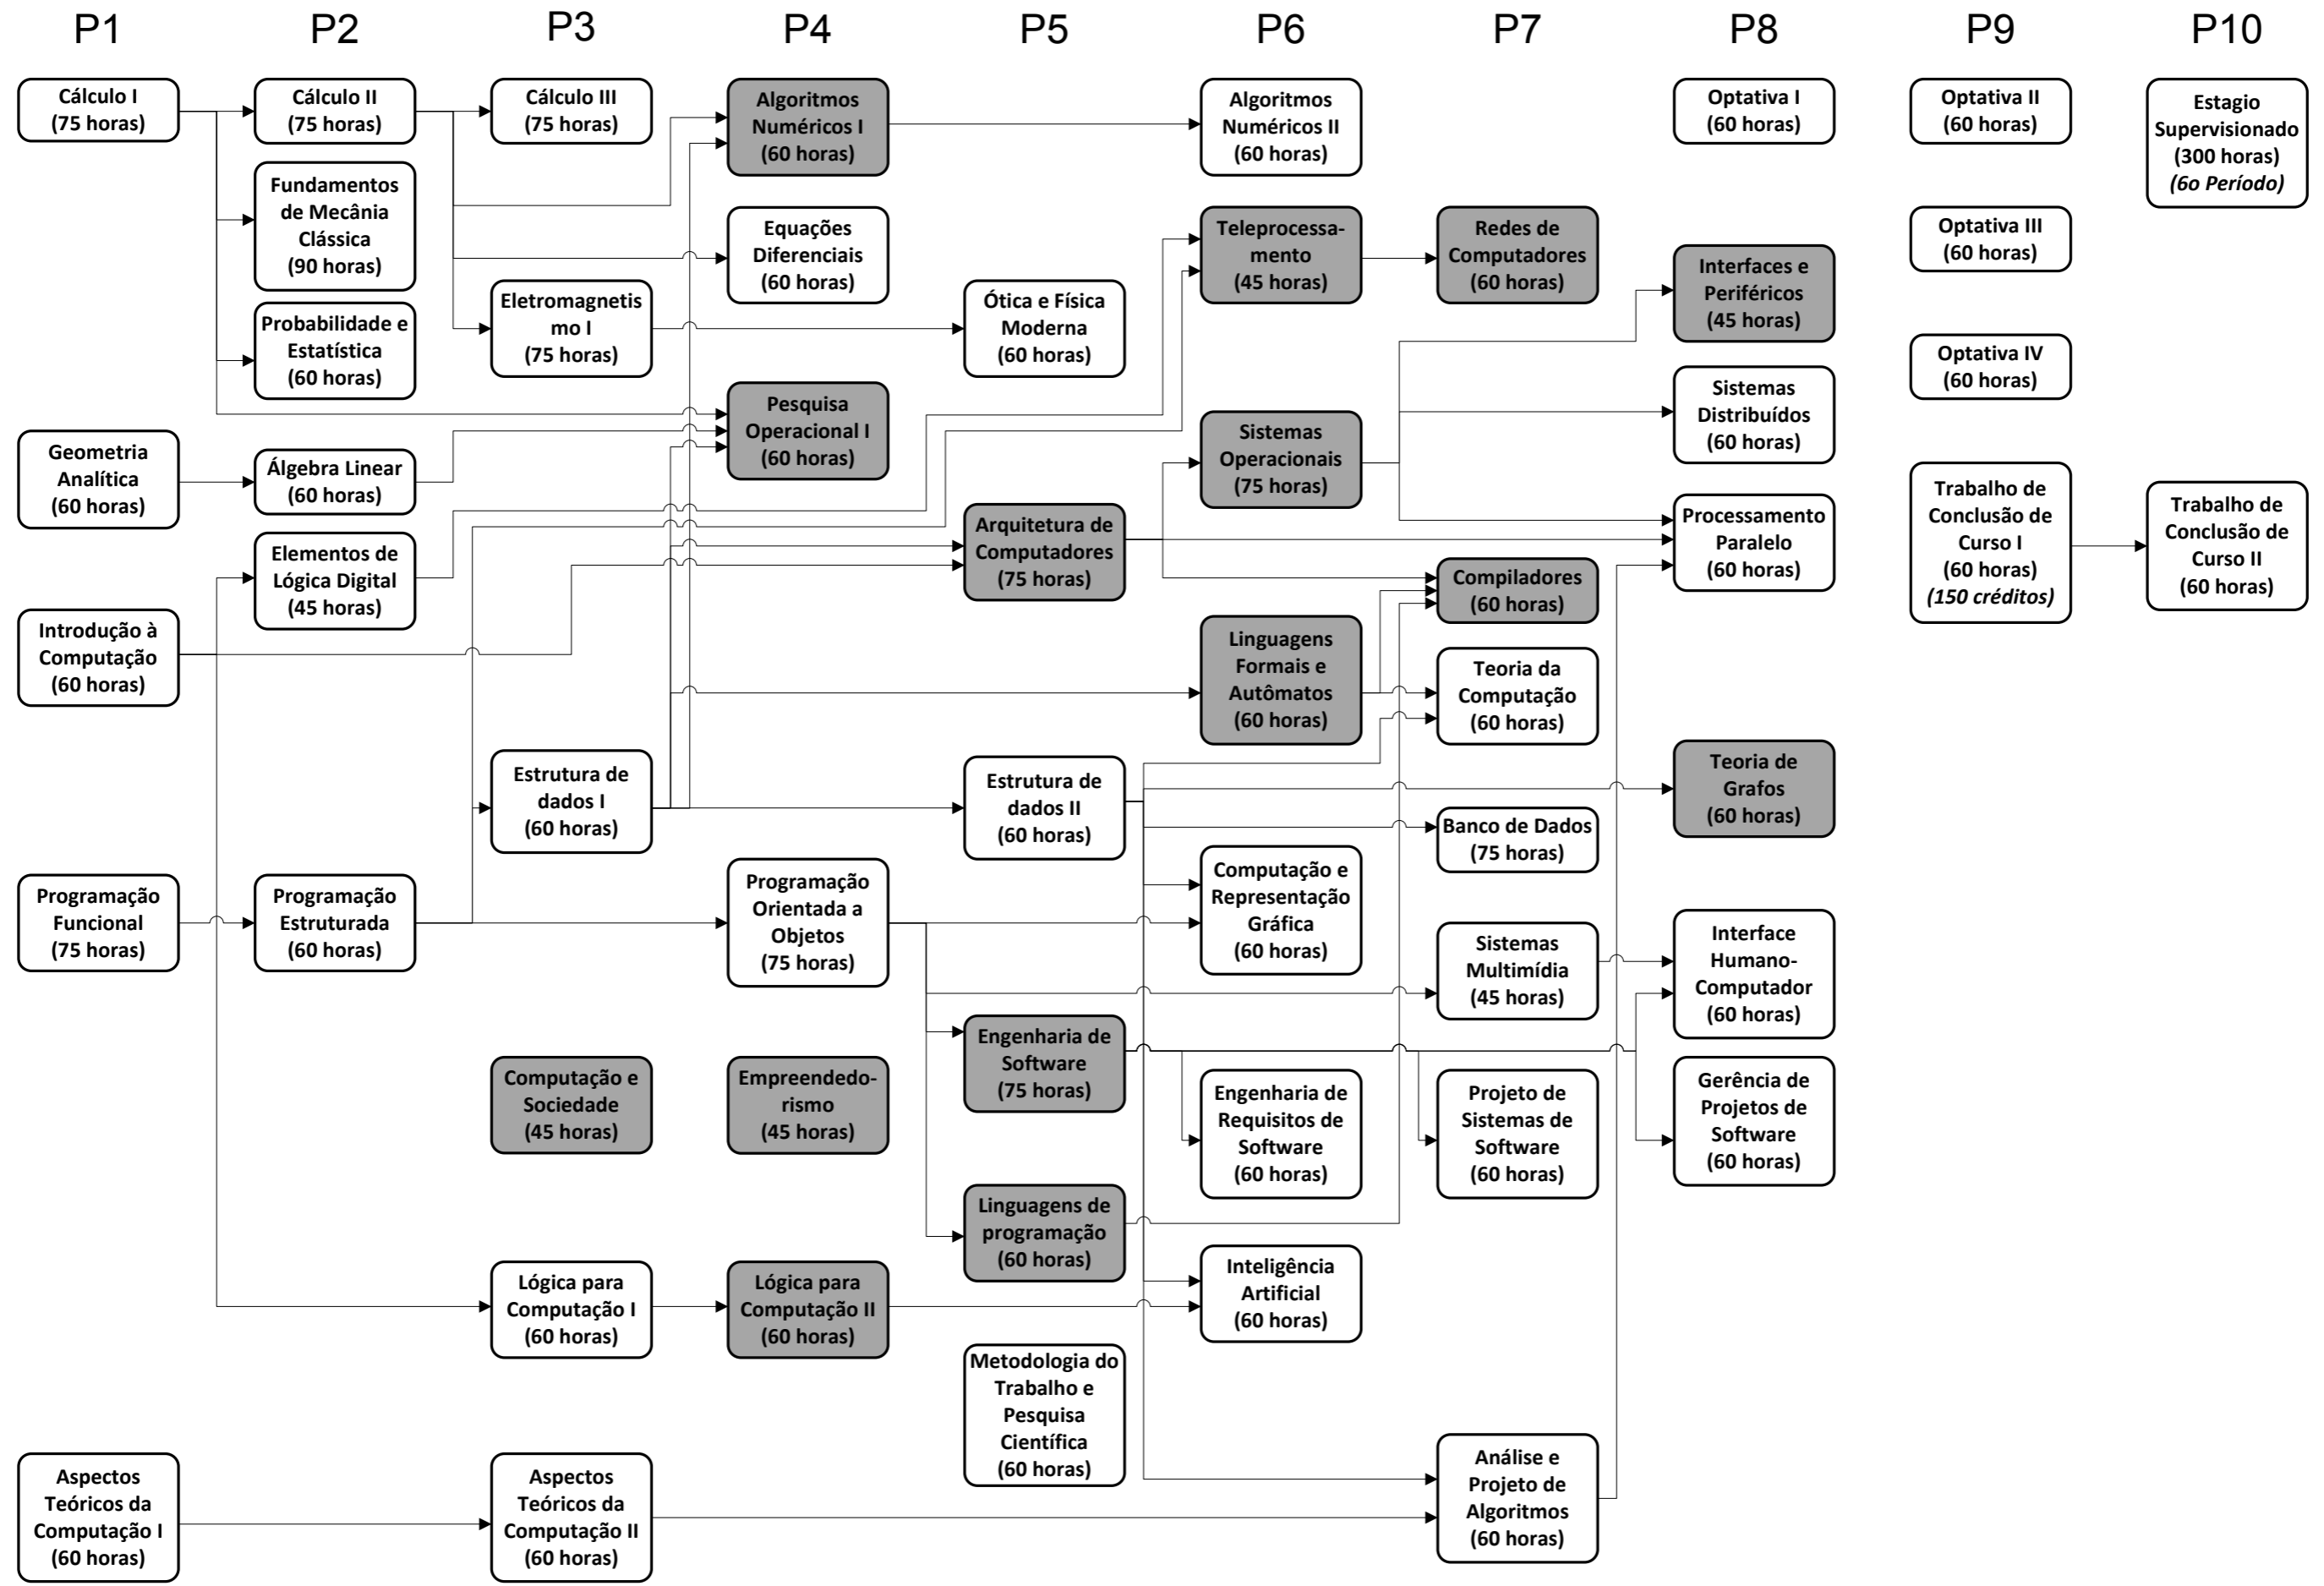 P1
P2
P3
P4
P5
P6
P7
P8
P9
P10
Cálculo I
(75 horas)
Geometria
Analítica
(60 horas)
Introdução à
Computação
(60 horas)
Programação
Funcional
(75 horas)
Aspectos
Teóricos da
Computação I
(60 horas)
Cálculo II
(75 horas)
Fundamentos
de Mecânia
Clássica
(90 horas)
Probabilidade e
Estatística
(60 horas)
Álgebra Linear
(60 horas)
Elementos de
Lógica Digital
(45 horas)
Programação
Estruturada
(60 horas)
Cálculo III
(75 horas)
Eletromagnetis
mo I
(75 horas)
Estrutura de
dados I
(60 horas)
Computação e
Sociedade
(45 horas)
Lógica para
Computação I
(60 horas)
Aspectos
Teóricos da
Computação II
(60 horas)
Algoritmos
Numéricos I
(60 horas)
Equações
Diferenciais
(60 horas)
Pesquisa
Operacional I
(60 horas)
Programação
Orientada a
Objetos
(75 horas)
Empreendedo-
rismo
(45 horas)
Lógica para
Computação II
(60 horas)
Ótica e Física
Moderna
(60 horas)
Arquitetura de
Computadores
(75 horas)
Estrutura de
dados II
(60 horas)
Engenharia de
Software
(75 horas)
Linguagens de
programação
(60 horas)
Metodologia do
Trabalho e
Pesquisa
Científica
(60 horas)
Algoritmos
Numéricos II
(60 horas)
Teleprocessa-
mento
(45 horas)
Sistemas
Operacionais
(75 horas)
Linguagens
Formais e
Autômatos
(60 horas)
Computação e
Representação
Gráfica
(60 horas)
Engenharia de
Requisitos de
Software
(60 horas)
Inteligência
Artificial
(60 horas)
Redes de
Computadores
(60 horas)
Compiladores
(60 horas)
Teoria da
Computação
(60 horas)
Banco de Dados
(75 horas)
Sistemas
Multimídia
(45 horas)
Projeto de
Sistemas de
Software
(60 horas)
Análise e
Projeto de
Algoritmos
(60 horas)
Optativa I
(60 horas)
Interfaces e
Periféricos
(45 horas)
Sistemas
Distribuídos
(60 horas)
Processamento
Paralelo
(60 horas)
Teoria de
Grafos
(60 horas)
Interface
Humano-
Computador
(60 horas)
Gerência de
Projetos de
Software
(60 horas)
Optativa II
(60 horas)
Optativa III
(60 horas)
Optativa IV
(60 horas)
Trabalho de
Conclusão de
Curso I
(60 horas)
(150 créditos)
Estagio
Supervisionado
(300 horas)
(6o Período)
Trabalho de
Conclusão de
Curso II
(60 horas)